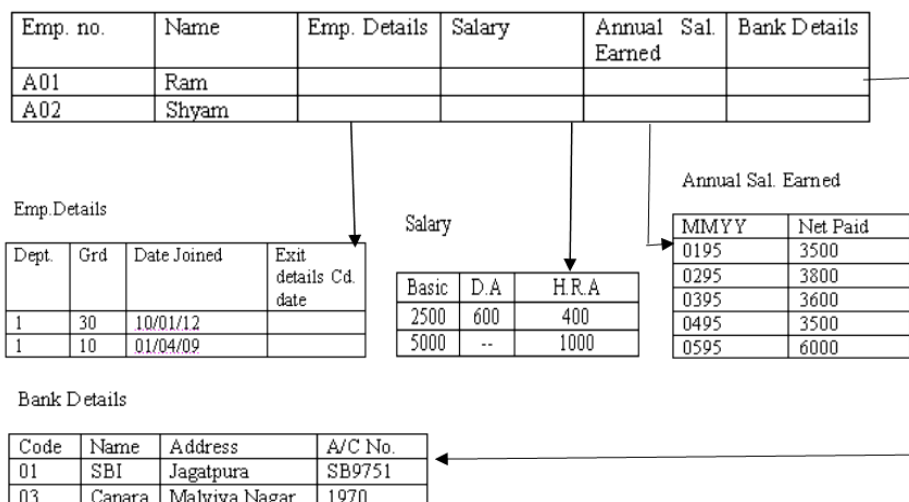 Emp. no. Name Emp. Details Salary Annual Sal. Earned Bank Details
A01 Ram
A02 Shyam
Emp.Details
Dept. Grd Date Joined Exit details Cd. date
1 30 10/01/12
1 10 01/04/09
Salary
Basic D.A H.R.A
2500 600 400
5000 -- 1000
Annual Sal. Earned
MMYY Net Paid
0195 3500
0295 3800
0395 3600
0495 3500
0595 6000
Bank Details
Code Name Address A/C No.
01 SBI Jagatpura SB9751
03 Canara Malviya Nagar 1970